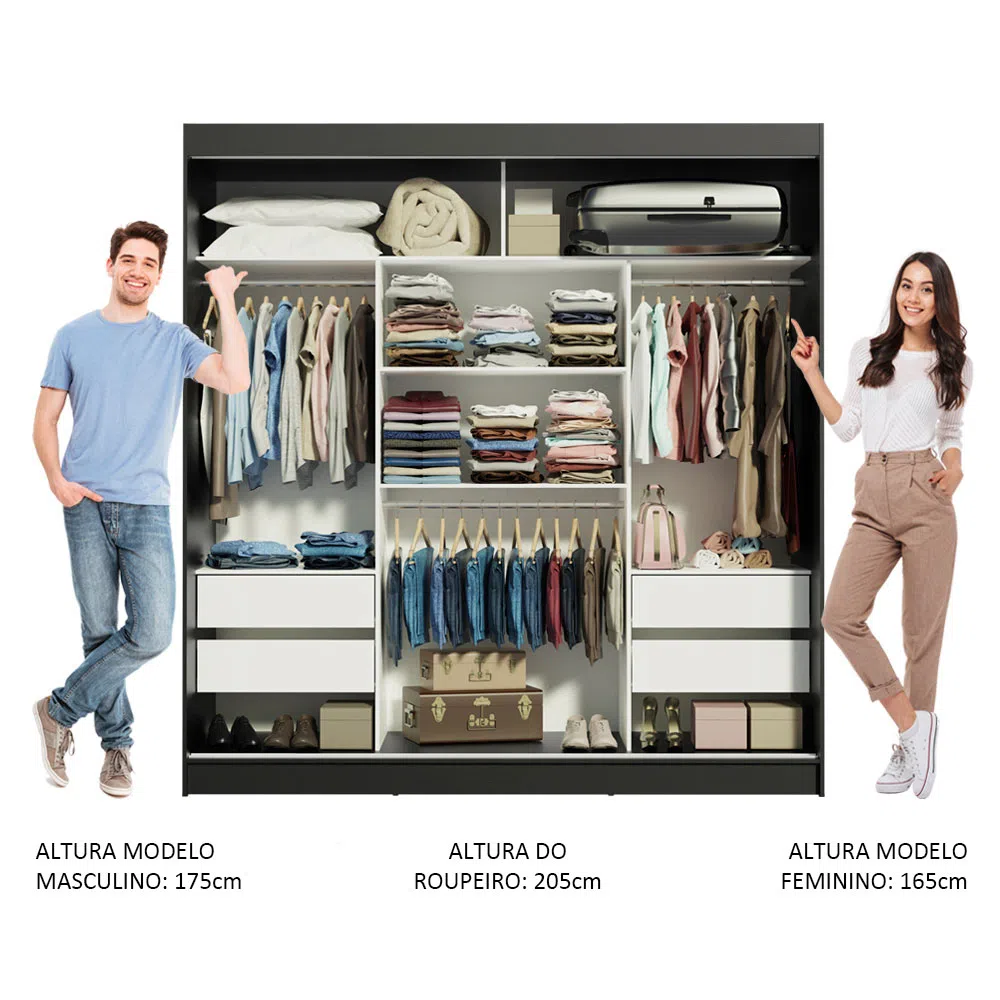 ALTURA MODELO
MASCULINO: 175cm
ALTURA DO
ROUPEIRO: 205cm
ALTURA MODELO
FEMININO: 165cm